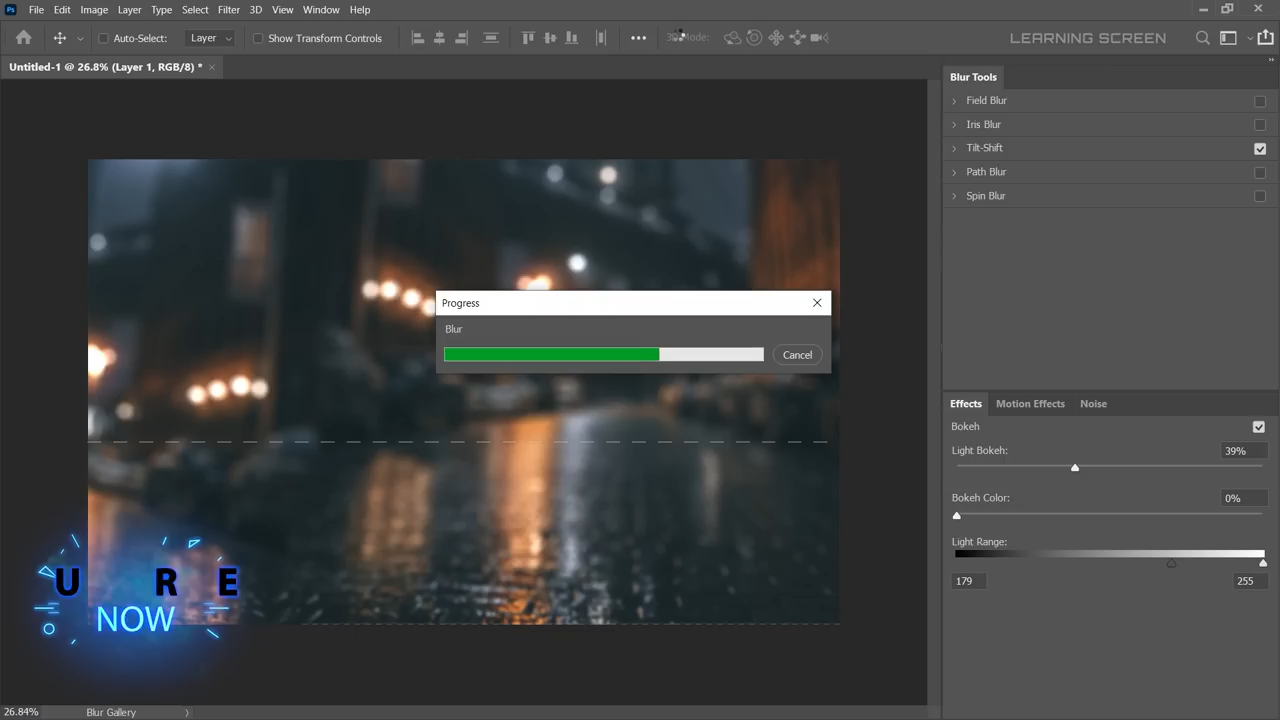 Ps File Edit Image Layer Type Select Filter 3D View Window Help
Auto-Select: Layer Show Transform Controls 3D Mode: LEARNING SCREEN
Untitled-1 @ 26.8% (Layer 1, RGB/8) *
Blur Tools
Field Blur
Iris Blur
Tilt-Shift
Path Blur
Spin Blur
Progress
Blur
Cancel
Effects Motion Effects Noise
Bokeh
Light Bokeh: 39%
Bokeh Color: 0%
Light Range:
179 255
U R E
NOW
26.84% Blur Gallery